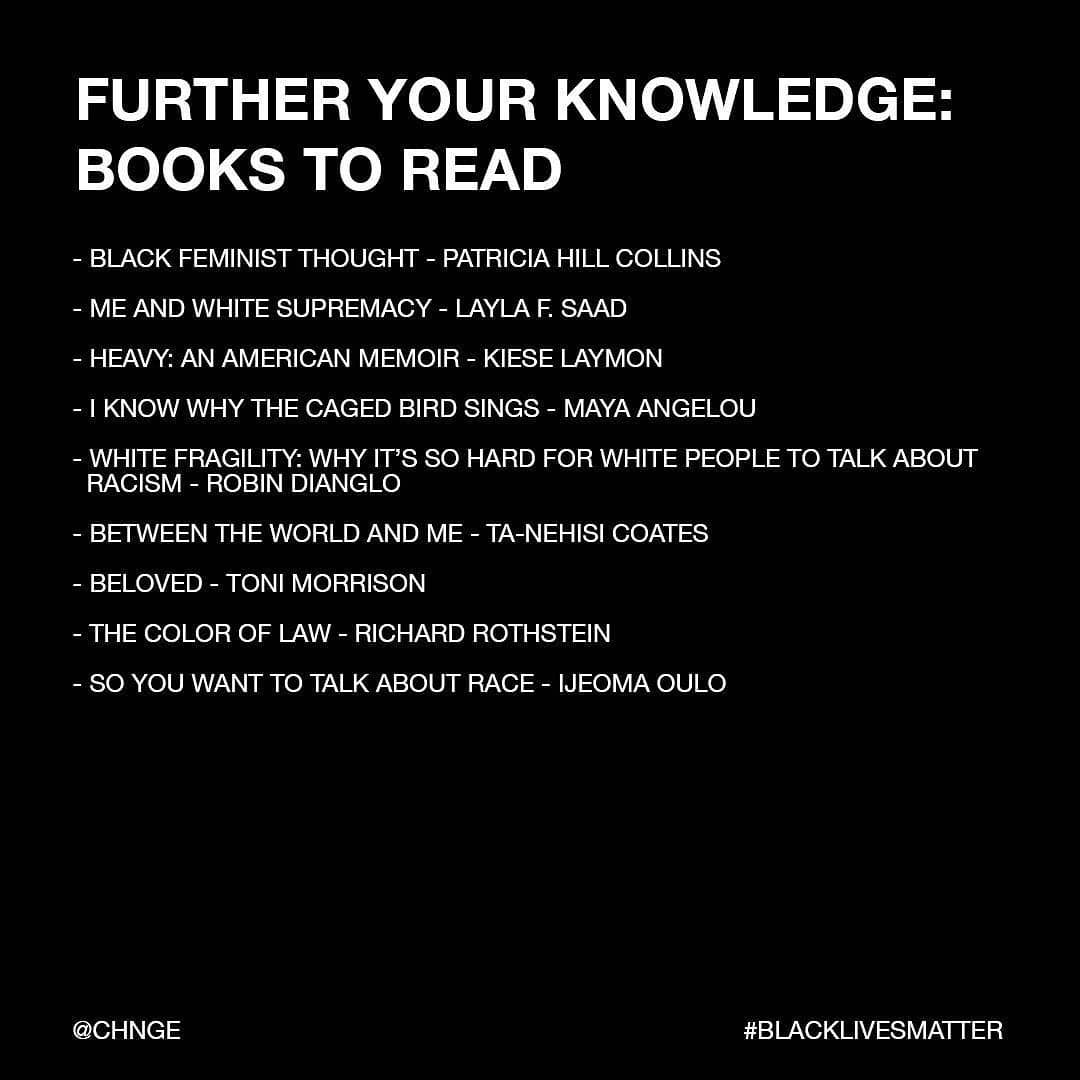 FURTHER YOUR KNOWLEDGE:
BOOKS TO READ
- BLACK FEMINIST THOUGHT - PATRICIA HILL COLLINS
- ME AND WHITE SUPREMACY - LAYLA F. SAAD
- HEAVY: AN AMERICAN MEMOIR - KIESE LAYMON
- I KNOW WHY THE CAGED BIRD SINGS - MAYA ANGELOU
- WHITE FRAGILITY: WHY IT’S SO HARD FOR WHITE PEOPLE TO TALK ABOUT
RACISM - ROBIN DIANGLO
- BETWEEN THE WORLD AND ME - TA-NEHISI COATES
- BELOVED - TONI MORRISON
- THE COLOR OF LAW - RICHARD ROTHSTEIN
- SO YOU WANT TO TALK ABOUT RACE - IJEOMA OULO
@CHNGE
#BLACKLIVESMATTER